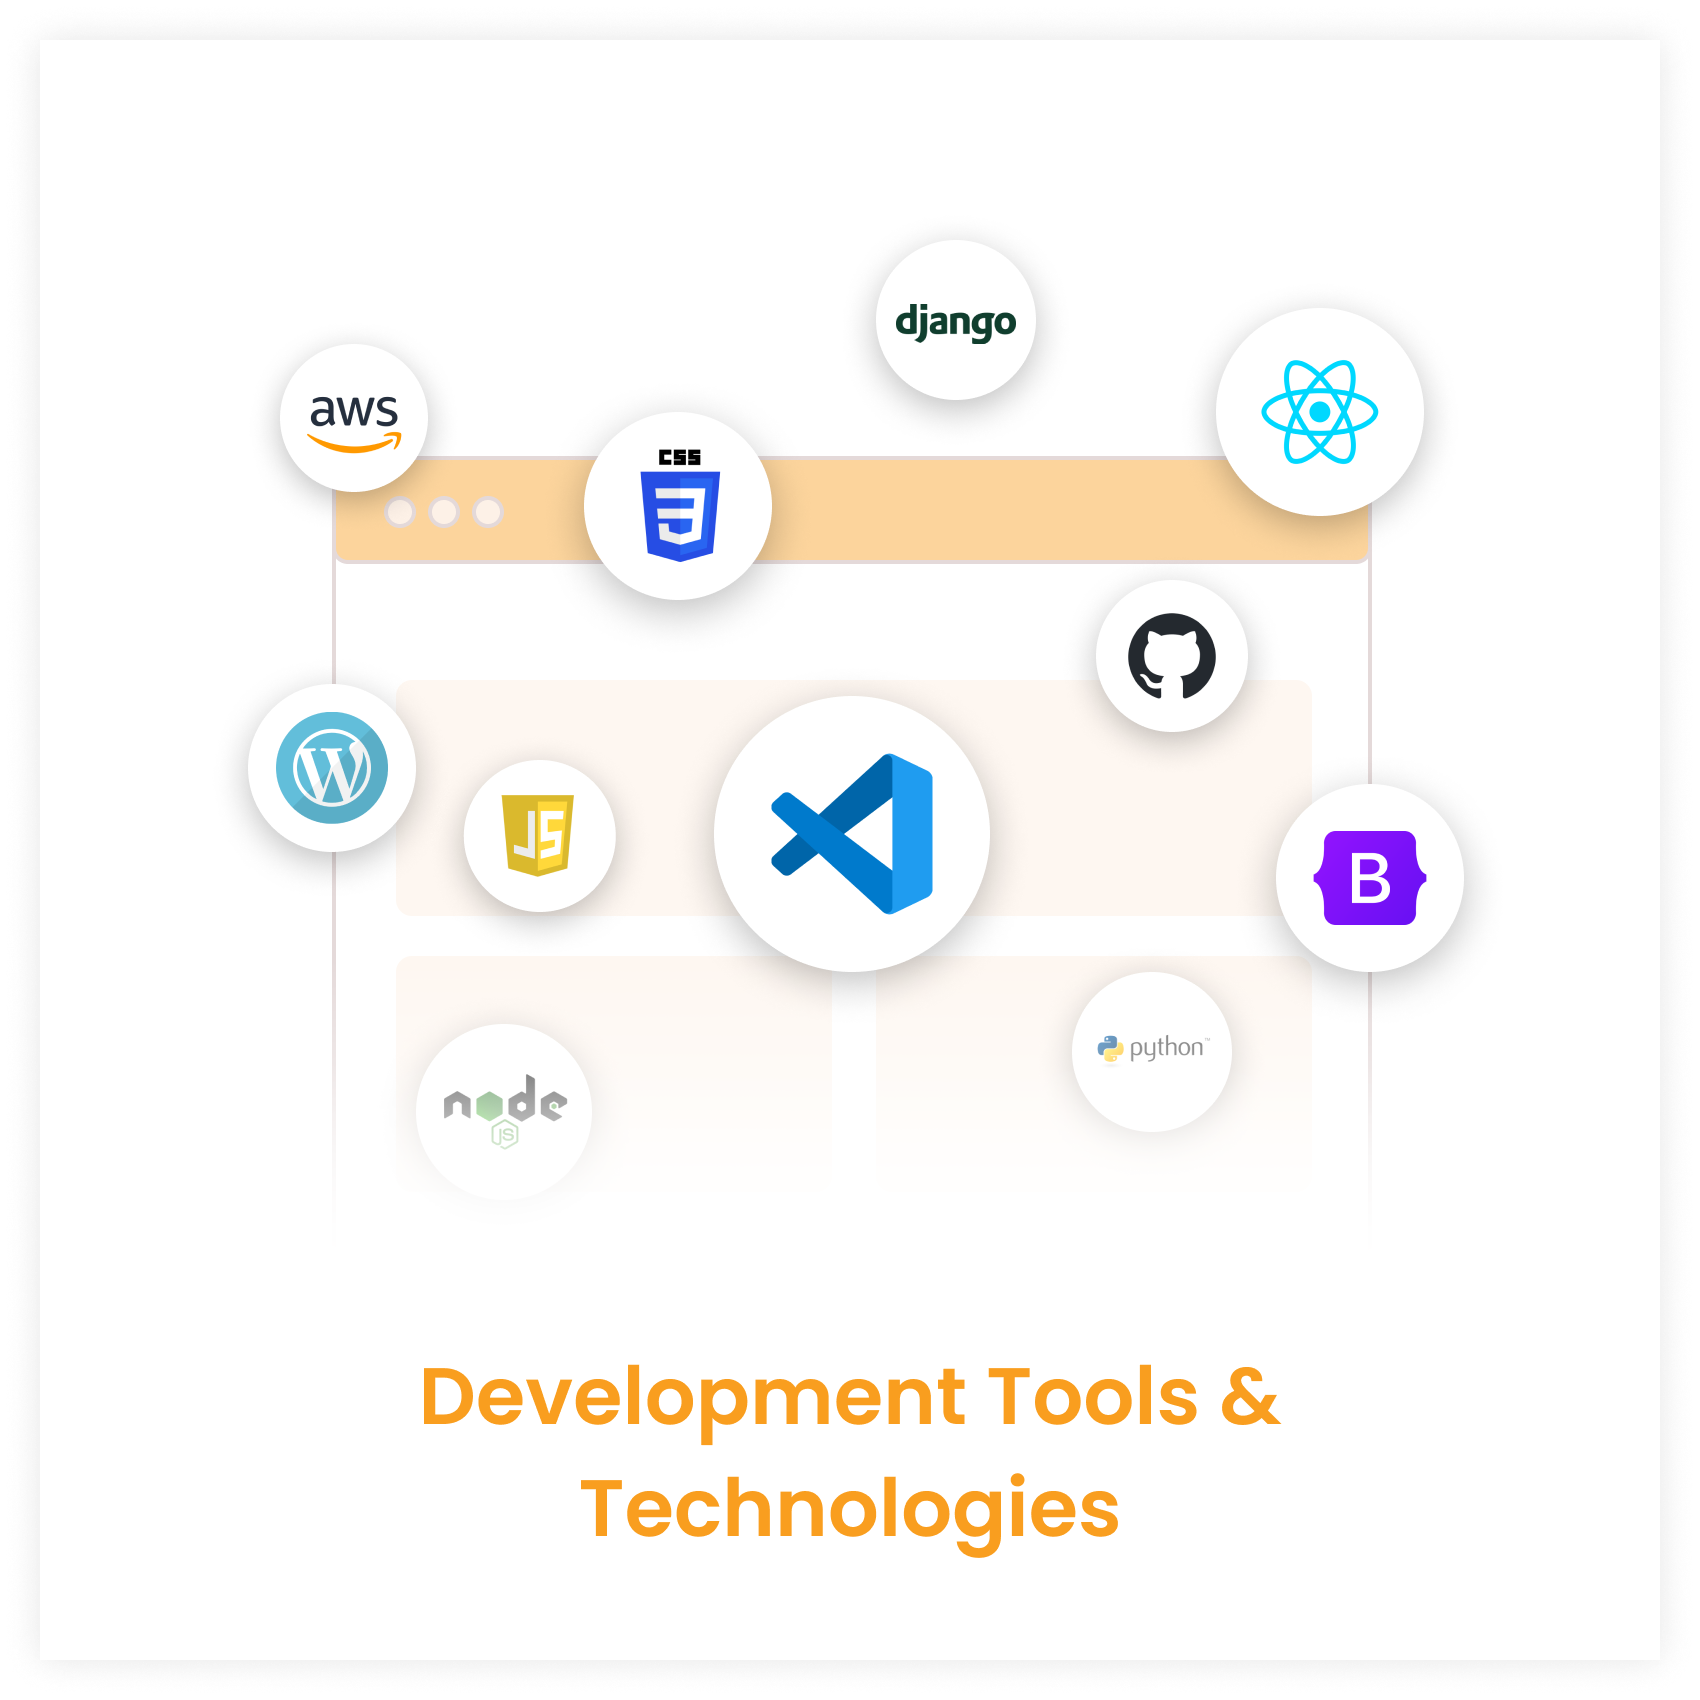 django
aws
CSS
JS
B
python
node
JS
Development Tools &
Technologies